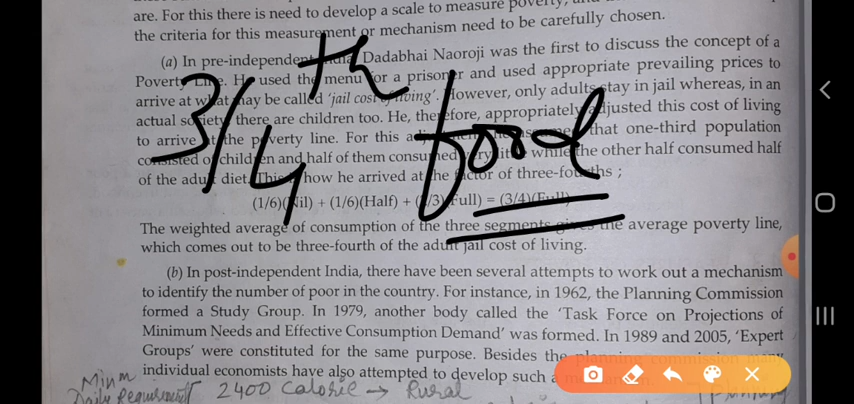 are. For this there is need to develop a scale to measure poverty, and
the criteria for this measurement or mechanism need to be carefully chosen.
(a) In pre-independent India, Dadabhai Naoroji was the first to discuss the concept of a
Poverty Line. He used the menu for a prisoner and used appropriate prevailing prices to
arrive at what may be called 'jail cost of living'. However, only adults stay in jail whereas, in an
actual society, there are children too. He, therefore, appropriately adjusted this cost of living
to arrive at the poverty line. For this that one-third population
consisted of children and half of them consumed very little while the other half consumed half
of the adult diet. This is how he arrived at the factor of three-fourths ;
(1/6)(Nil) + (1/6)(Half) + (2/3)(Full) = (3/4)(Full)
The weighted average of consumption of the three segments gives the average poverty line,
which comes out to be three-fourth of the adult jail cost of living.
3/4th food
(b) In post-independent India, there have been several attempts to work out a mechanism
to identify the number of poor in the country. For instance, in 1962, the Planning Commission
formed a Study Group. In 1979, another body called the 'Task Force on Projections of
Minimum Needs and Effective Consumption Demand' was formed. In 1989 and 2005, 'Expert
Groups' were constituted for the same purpose. Besides the
individual economists have also attempted to develop such a
Minm
Daily Requirement 2400 Calorie → Rural